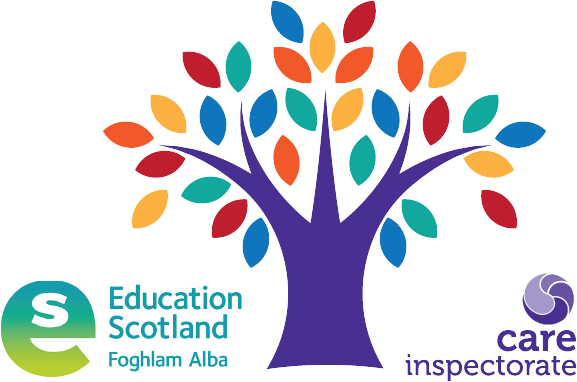 Education
Scotland
Foghlam Alba
care
inspectorate